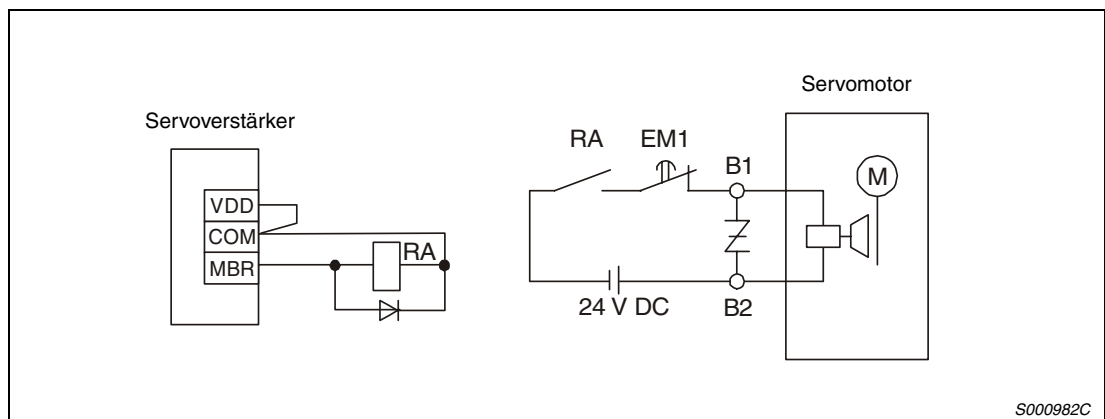 Servoverstärker
VDD
COM
MBR
RA
Servomotor
RA
EM1
B1
M
24 V DC
B2
S000982C